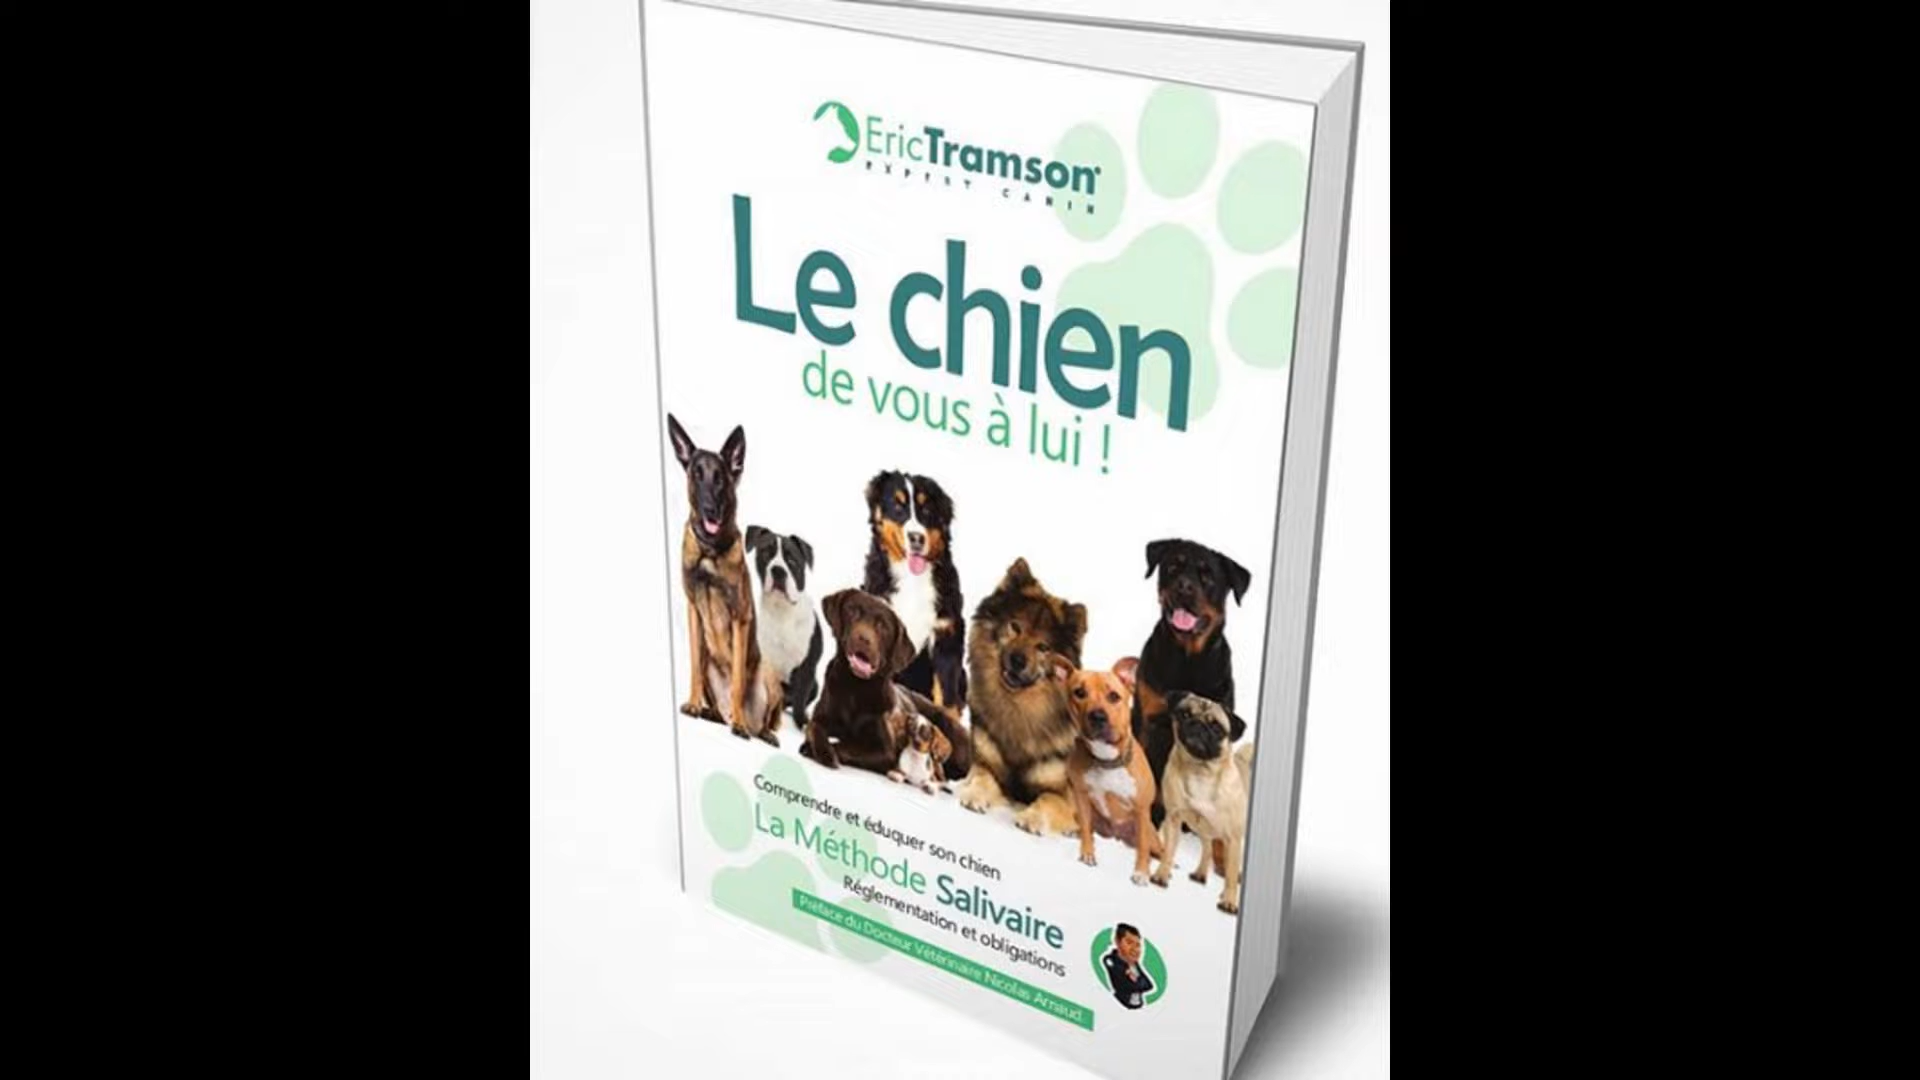 EricTramson
EXPERT CANIN
Le chien
de vous à lui !
Comprendre et éduquer son chien
La Méthode Salivaire
Réglementation et obligations
Préface du Docteur Vétérinaire Nicolas Arnaud.